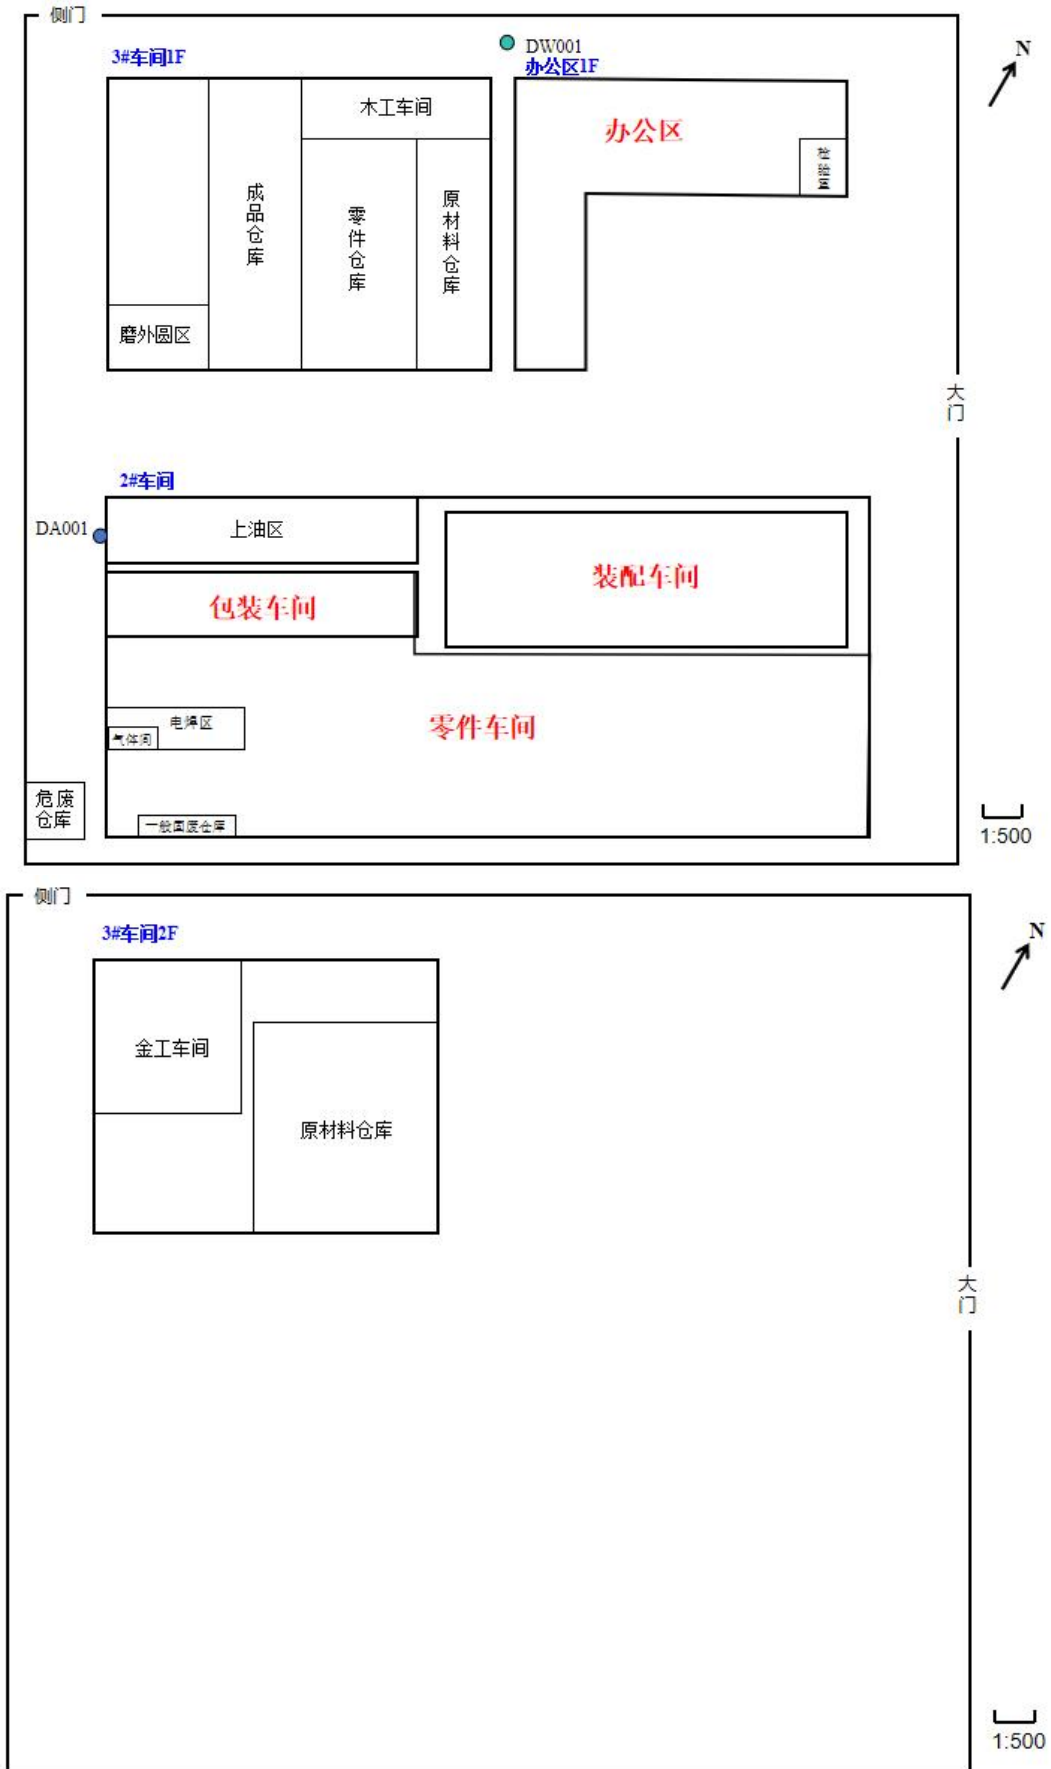 侧门
N
DW001
3#车间1F
办公区1F
木工车间
办公区
检验室
成品仓库
零件仓库
原材料仓库
磨外圆区
大门
2#车间
DA001
上油区
装配车间
包装车间
电焊区
零件车间
气体间
危废
仓库
一般固废仓库
1:500
侧门
3#车间2F
N
金工车间
原材料仓库
大门
1:500